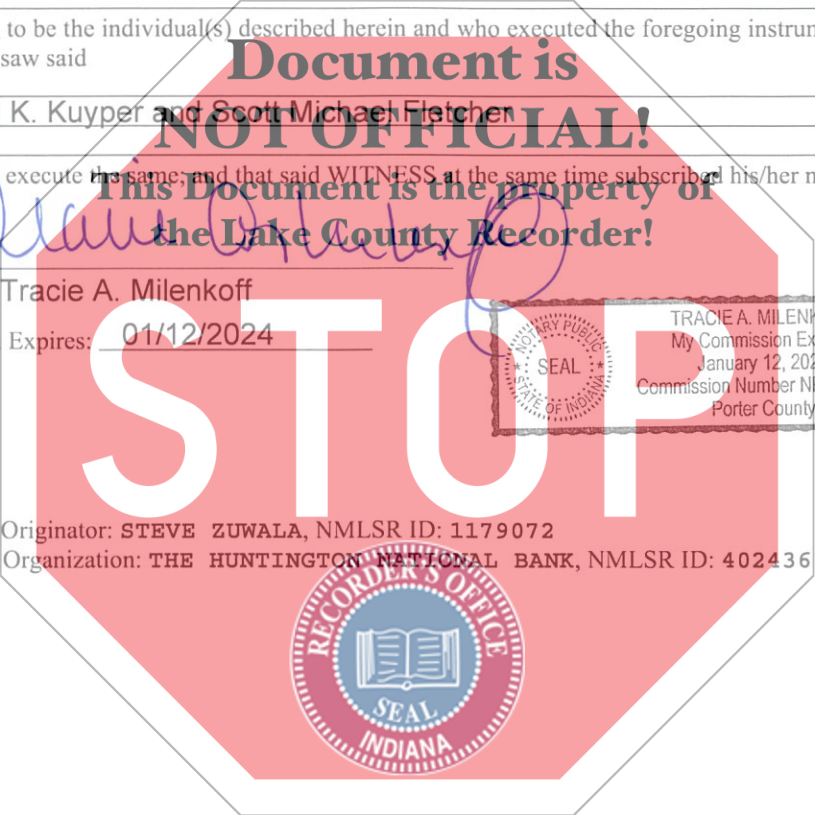 to be the individual(s) described herein and who executed the foregoing instrun
saw said
Document is
K. Kuyper and Scott Michael Fletcher
NOT OFFICIAL!
execute the same; and that said WITNESS at the same time subscribed his/her n
This Document is the property of
the Lake County Recorder!
Tracie A. Milenkoff
Expires: 01/12/2024
STOP
TRACIE A. MILENK
My Commission Ex
January 12, 202
Commission Number N
Porter County
NOTARY PUBLIC
SEAL
STATE OF INDIANA
Originator: STEVE ZUWALA, NMLSR ID: 1179072
Organization: THE HUNTINGTON NATIONAL BANK, NMLSR ID: 402436
RECORDER'S OFFICE
SEAL
INDIANA